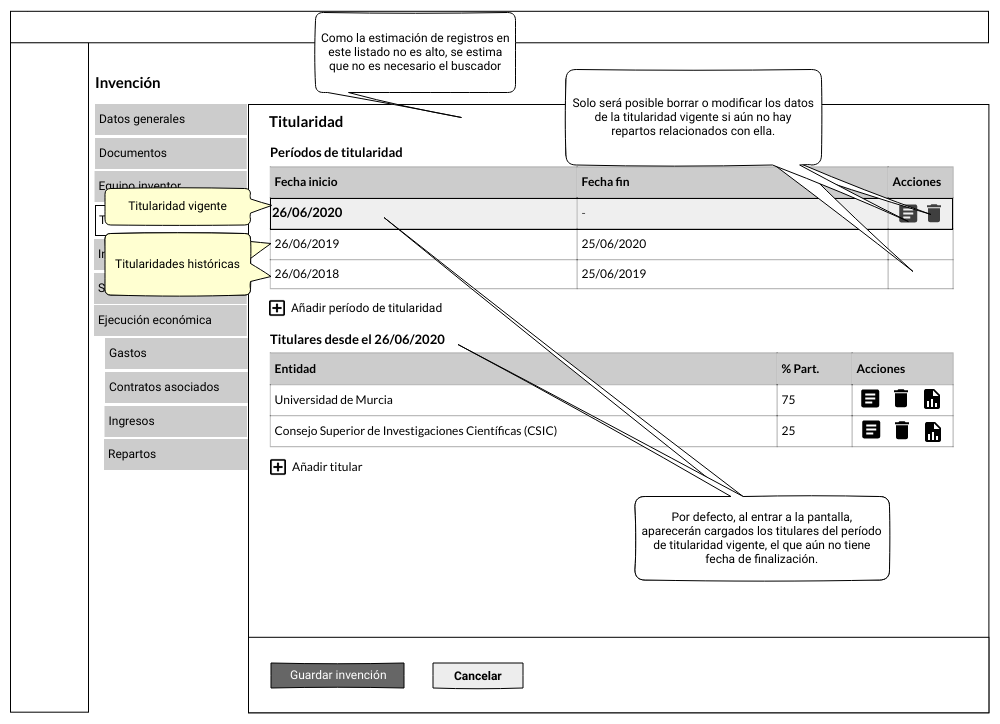 Como la estimación de registros en
este listado no es alto, se estima
que no es necesario el buscador
Invención
Datos generales
Documentos
Equipo inventor
Ejecución económica
Gastos
Contratos asociados
Ingresos
Repartos
Titularidad vigente
Titularidades históricas
Titularidad
Solo será posible borrar o modificar los datos
de la titularidad vigente si aún no hay
repartos relacionados con ella.
Períodos de titularidad
Fecha inicio Fecha fin Acciones
26/06/2020 -
26/06/2019 25/06/2020
26/06/2018 25/06/2019
Añadir período de titularidad
Titulares desde el 26/06/2020
Entidad % Part. Acciones
Universidad de Murcia 75
Consejo Superior de Investigaciones Científicas (CSIC) 25
Añadir titular
Por defecto, al entrar a la pantalla,
aparecerán cargados los titulares del período
de titularidad vigente, el que aún no tiene
fecha de finalización.
Guardar invención Cancelar